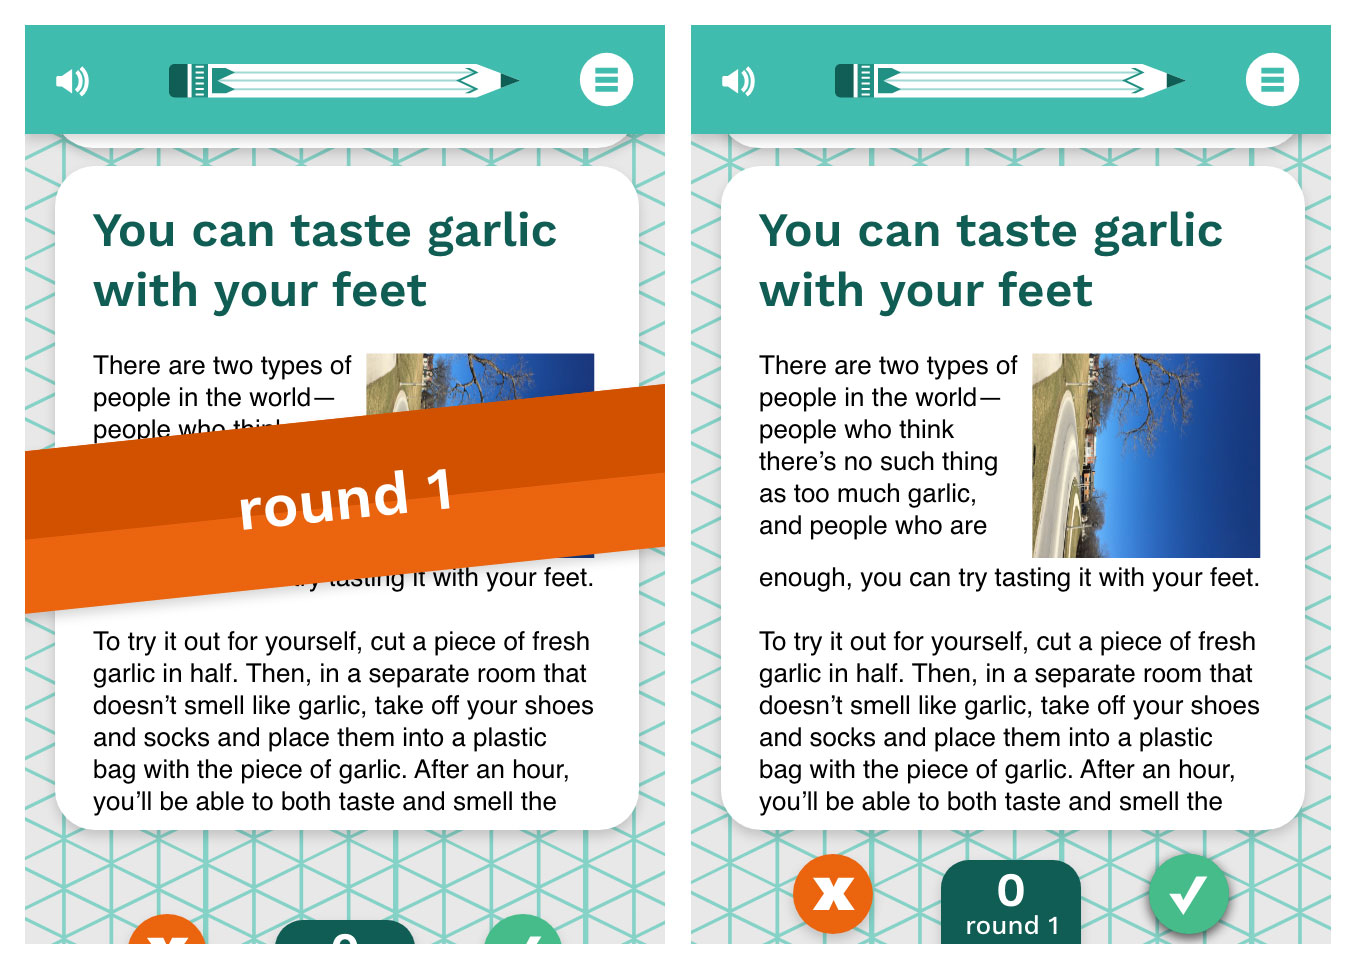 You can taste garlic
with your feet
There are two types of
people in the world—
people who think
round 1
try tasting it with your feet.
To try it out for yourself, cut a piece of fresh
garlic in half. Then, in a separate room that
doesn’t smell like garlic, take off your shoes
and socks and place them into a plastic
bag with the piece of garlic. After an hour,
you’ll be able to both taste and smell the
0
You can taste garlic
with your feet
There are two types of
people in the world—
people who think
there’s no such thing
as too much garlic,
and people who are
enough, you can try tasting it with your feet.
To try it out for yourself, cut a piece of fresh
garlic in half. Then, in a separate room that
doesn’t smell like garlic, take off your shoes
and socks and place them into a plastic
bag with the piece of garlic. After an hour,
you’ll be able to both taste and smell the
0
round 1